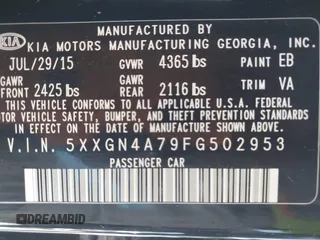 MANUFACTURED BY
KIA KIA MOTORS MANUFACTURING GEORGIA, INC.
JUL/29/15 GVWR 4365 lbs PAINT EB
GAWR GAWR
FRONT 2425 lbs REAR 2116 lbs TRIM VA
THIS VEHICLE CONFORMS TO ALL APPLICABLE
FEDERAL MOTOR VEHICLE SAFETY,
BUMPER, AND THEFT PREVENTION STANDARDS
IN EFFECT ON THE DATE OF MANUFACTURE SHOWN ABOVE.
V.I.N. 5XXGN4A79FG502953
PASSENGER CAR
DREAMBID